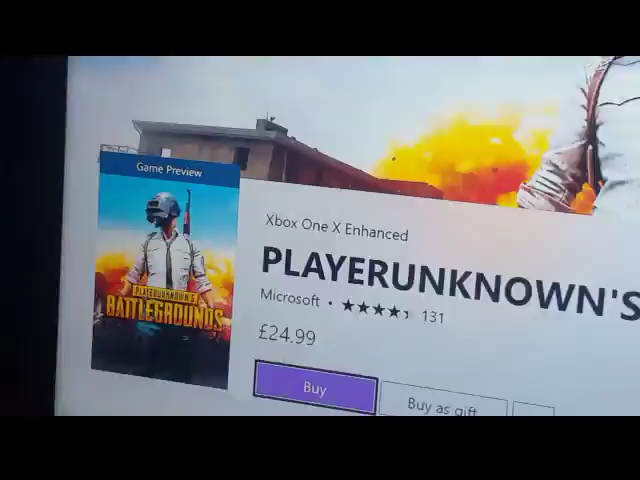 Game Preview
PLAYERUNKNOWN'S
BATTLEGROUNDS
Xbox One X Enhanced
PLAYERUNKNOWN'S
Microsoft • 131
£24.99
Buy
Buy as gift